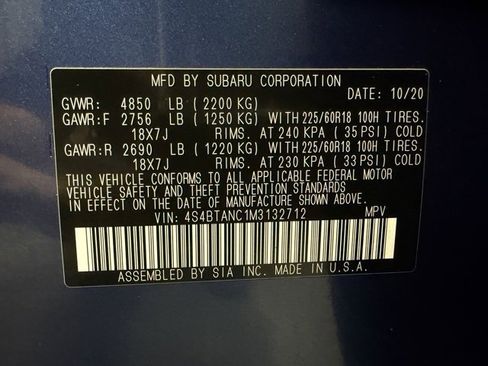 MFD BY SUBARU CORPORATION
DATE: 10/20
GVWR: 4850 LB ( 2200 KG)
GAWR:F 2756 LB ( 1250 KG) WITH 225/60R18 100H TIRES.
18X7J RIMS. AT 240 KPA ( 35 PSI) COLD
GAWR:R 2690 LB ( 1220 KG) WITH 225/60R18 100H TIRES.
18X7J RIMS. AT 230 KPA ( 33 PSI) COLD
THIS VEHICLE CONFORMS TO ALL APPLICABLE FEDERAL MOTOR
VEHICLE SAFETY AND THEFT PREVENTION STANDARDS
IN EFFECT ON THE DATE OF MANUFACTURE SHOWN ABOVE.
VIN: 4S4BTANC1M3132712 MPV
ASSEMBLED BY SIA INC. MADE IN U.S.A.